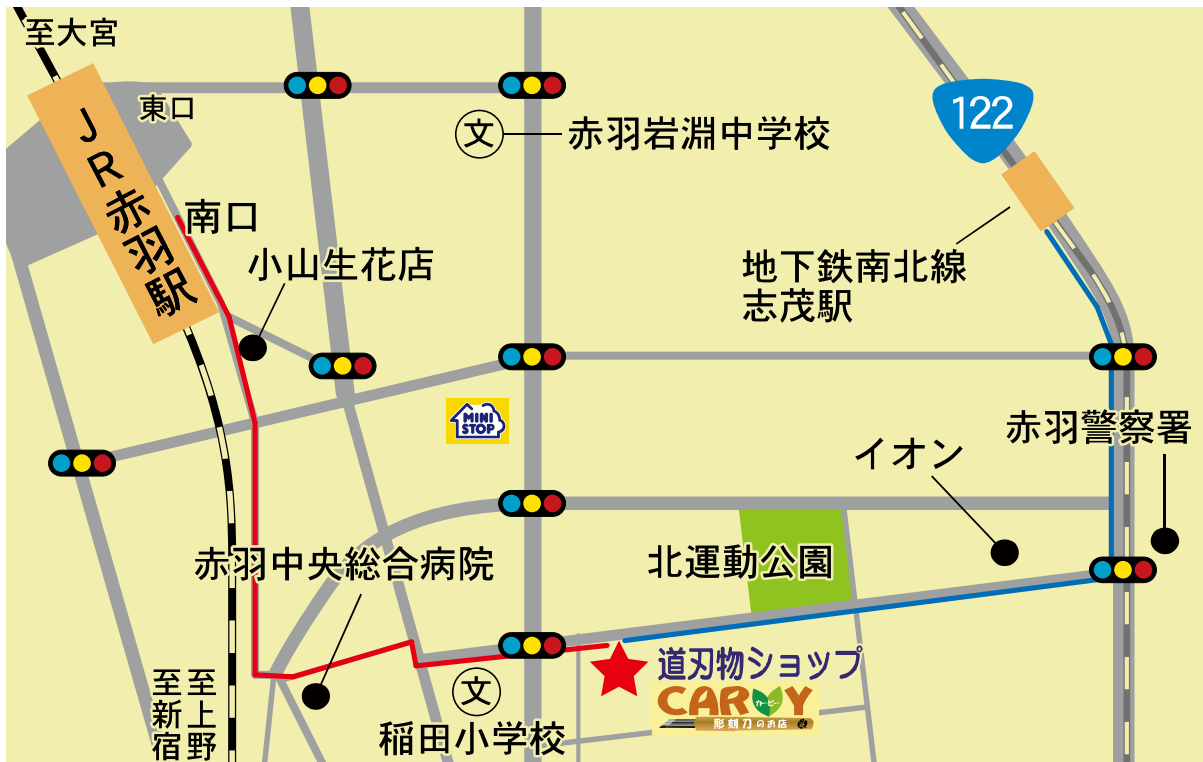 至大宮
JR赤羽駅
東口
文
赤羽岩淵中学校
122
南口
小山生花店
地下鉄南北線
志茂駅
MINI
STOP
赤羽警察署
イオン
赤羽中央総合病院
北運動公園
道刃物ショップ
CARVY
カービー
彫刻刀のお店
文
稲田小学校
至新宿
至上野